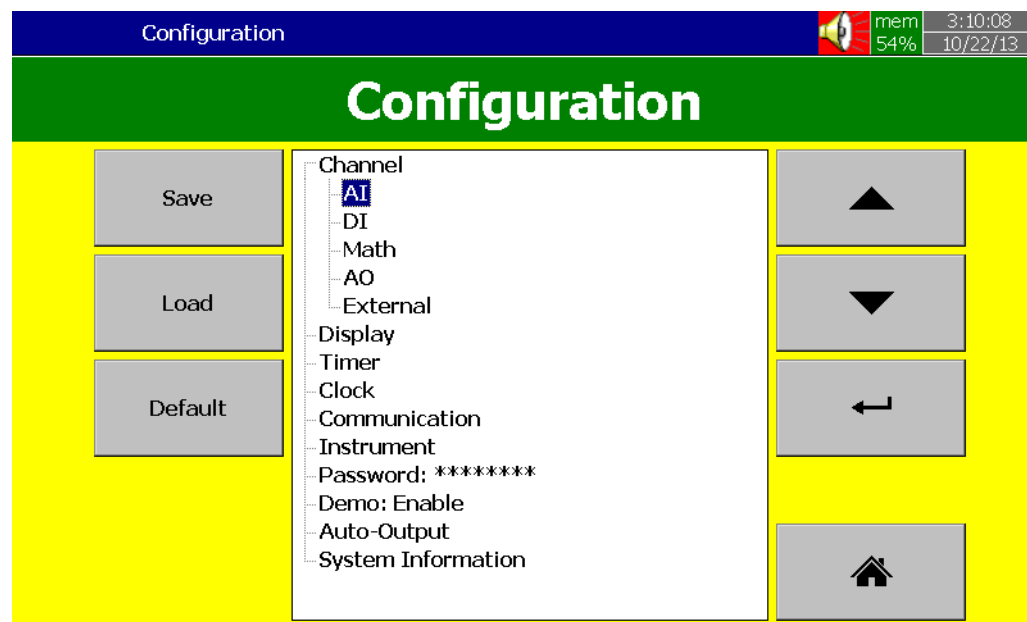 Configuration
mem
54%
3:10:08
10/22/13
Configuration
Save
Load
Default
Channel
AI
DI
Math
AO
External
Display
Timer
Clock
Communication
Instrument
Password: ********
Demo: Enable
Auto-Output
System Information